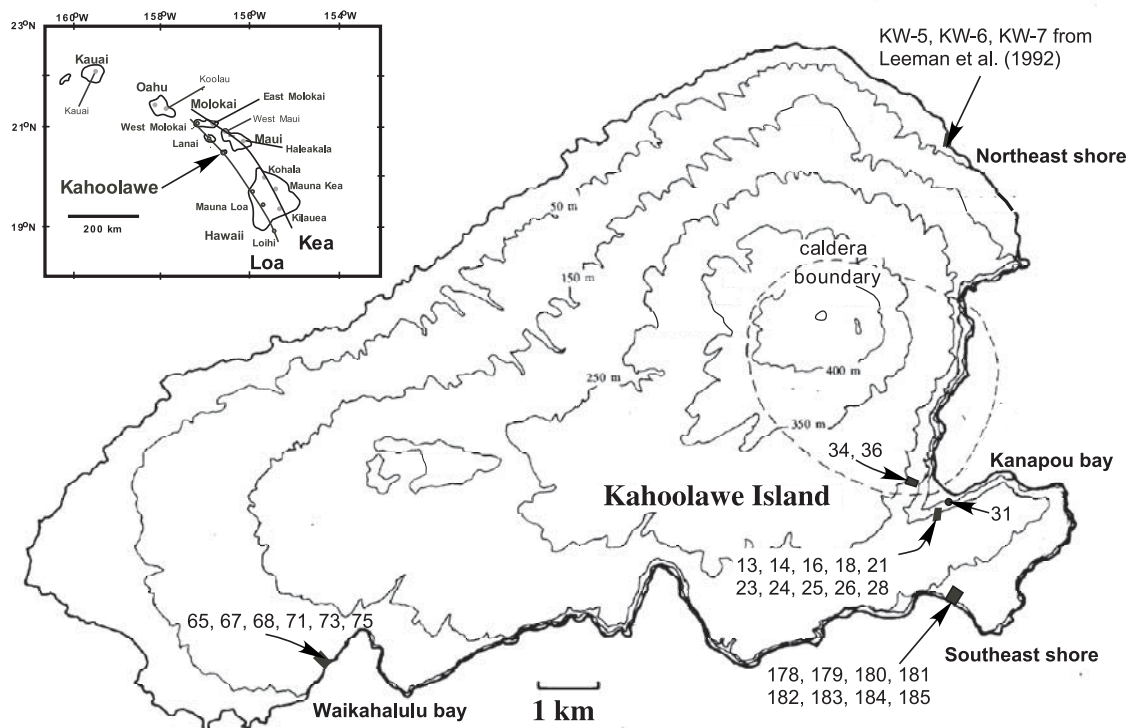 160°W
158°W
156°W
154°W
23°N
21°N
19°N
Kauai
Kauai
Oahu
Koolau
Molokai
East Molokai
West Molokai
West Maui
Maui
Lanai
Haleakala
Kahoolawe
Kohala
Mauna Kea
Mauna Loa
Kilauea
200 km
Hawaii
Loihi
Kea
Loa
KW-5, KW-6, KW-7 from
Leeman et al. (1992)
Northeast shore
50 m
caldera
boundary
150 m
250 m
400 m
350 m
34, 36
Kanapou bay
Kahoolawe Island
31
13, 14, 16, 18, 21
23, 24, 25, 26, 28
65, 67, 68, 71, 73, 75
Southeast shore
178, 179, 180, 181
182, 183, 184, 185
Waikahalulu bay
1 km